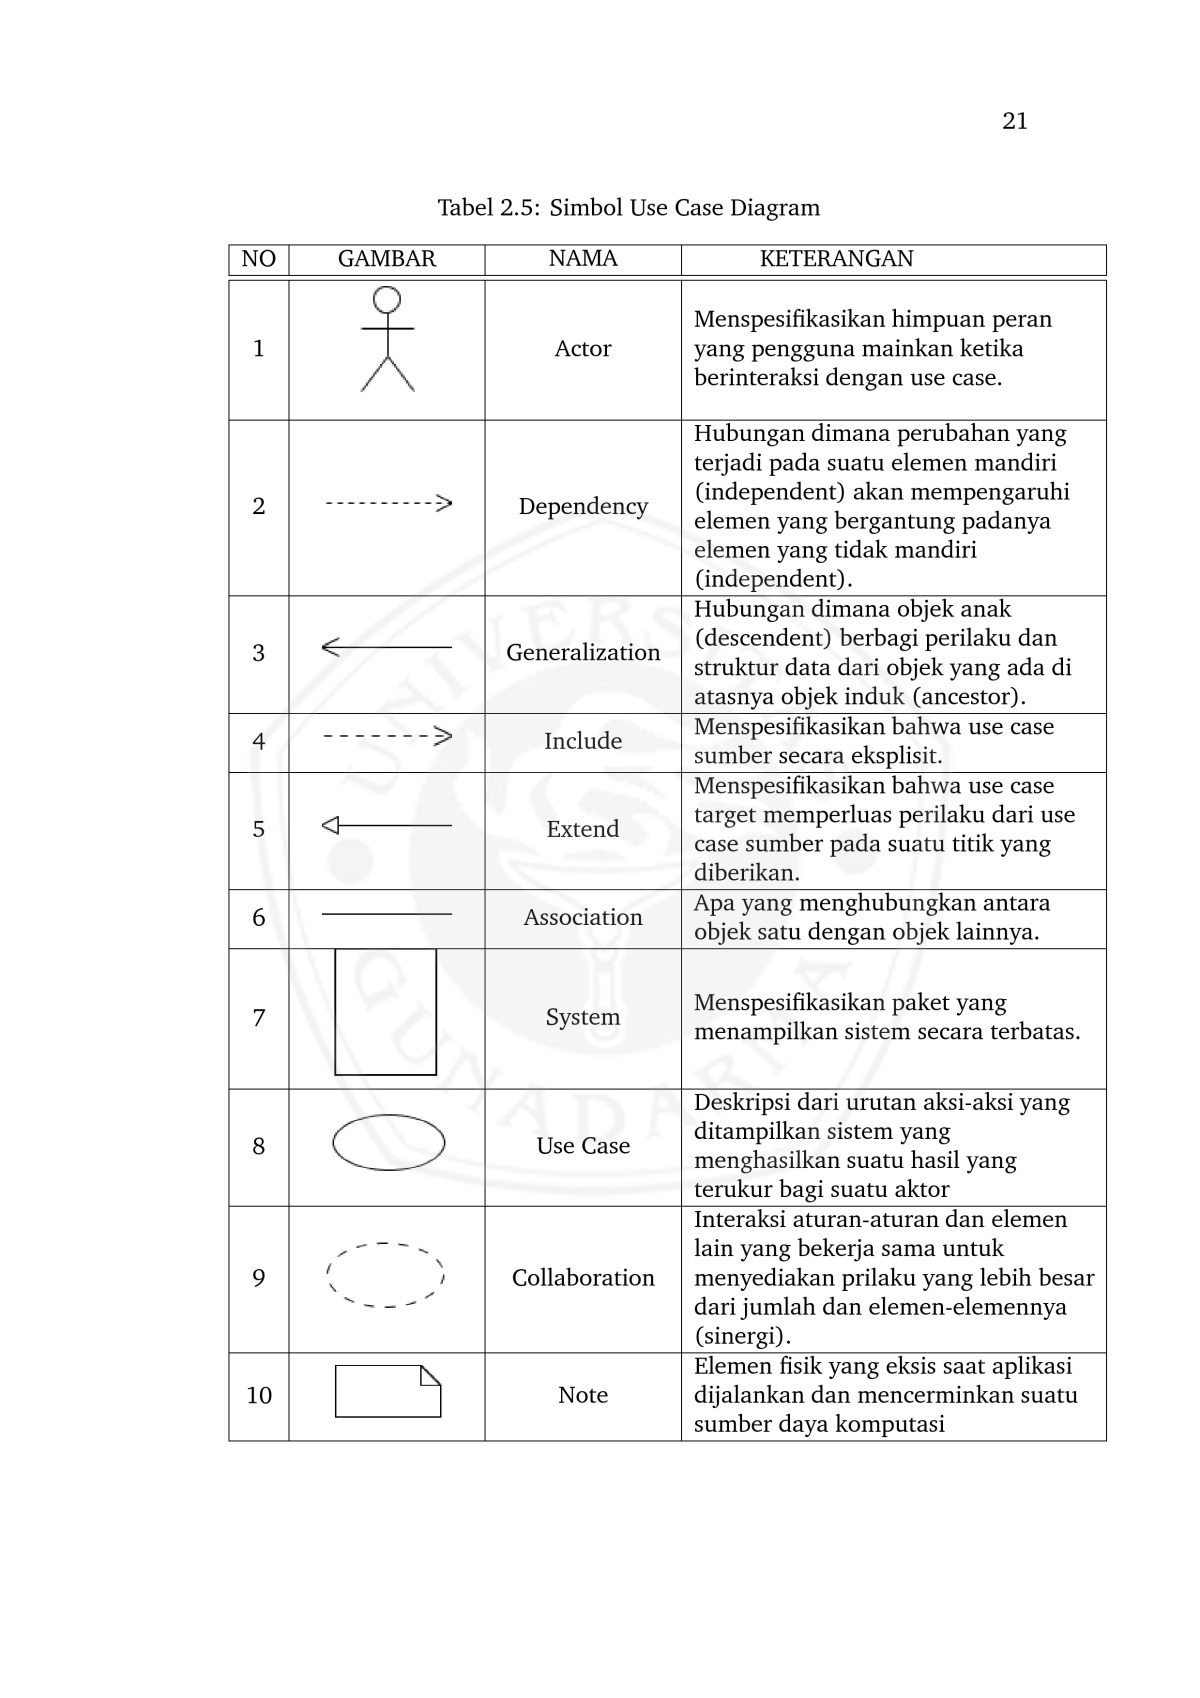 21
Tabel 2.5: Simbol Use Case Diagram
NO GAMBAR NAMA KETERANGAN
1 Actor
Menspesifikasikan himpuan peran
yang pengguna mainkan ketika
berinteraksi dengan use case.
2 Dependency
Hubungan dimana perubahan yang
terjadi pada suatu elemen mandiri
(independent) akan mempengaruhi
elemen yang bergantung padanya
elemen yang tidak mandiri
(independent).
3 Generalization
Hubungan dimana objek anak
(descendent) berbagi perilaku dan
struktur data dari objek yang ada di
atasnya objek induk (ancestor).
4 Include
Menspesifikasikan bahwa use case
sumber secara eksplisit.
5 Extend
Menspesifikasikan bahwa use case
target memperluas perilaku dari use
case sumber pada suatu titik yang
diberikan.
6 Association
Apa yang menghubungkan antara
objek satu dengan objek lainnya.
7 System
Menspesifikasikan paket yang
menampilkan sistem secara terbatas.
8 Use Case
Deskripsi dari urutan aksi-aksi yang
ditampilkan sistem yang
menghasilkan suatu hasil yang
terukur bagi suatu aktor
9 Collaboration
Interaksi aturan-aturan dan elemen
lain yang bekerja sama untuk
menyediakan prilaku yang lebih besar
dari jumlah dan elemen-elemennya
(sinergi).
10 Note
Elemen fisik yang eksis saat aplikasi
dijalankan dan mencerminkan suatu
sumber daya komputasi
UNIVERSITAS
GUNADARMA